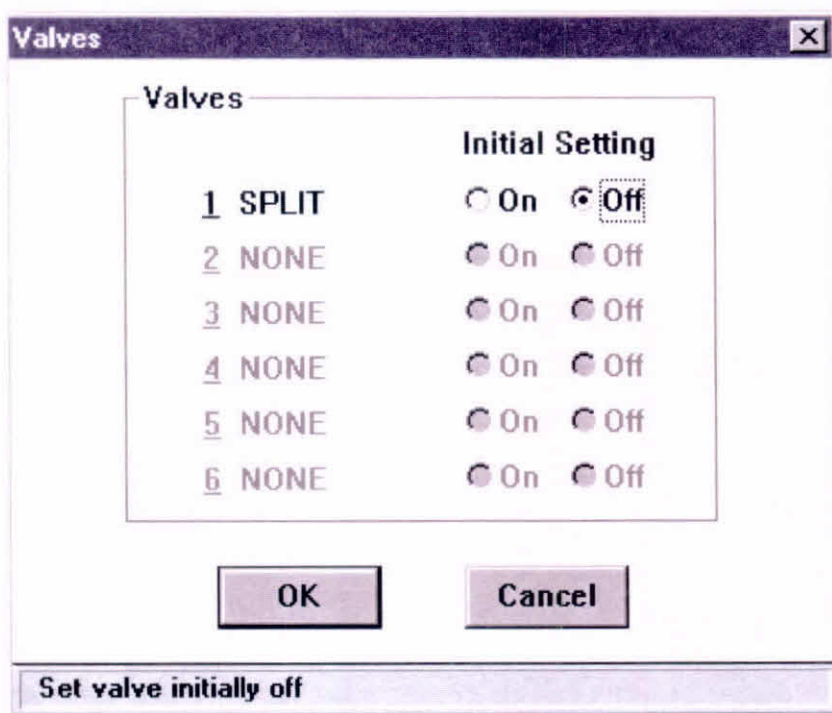 Valves
Valves
Initial Setting
1 SPLIT On Off
2 NONE On Off
3 NONE On Off
4 NONE On Off
5 NONE On Off
6 NONE On Off
OK Cancel
Set valve initially off